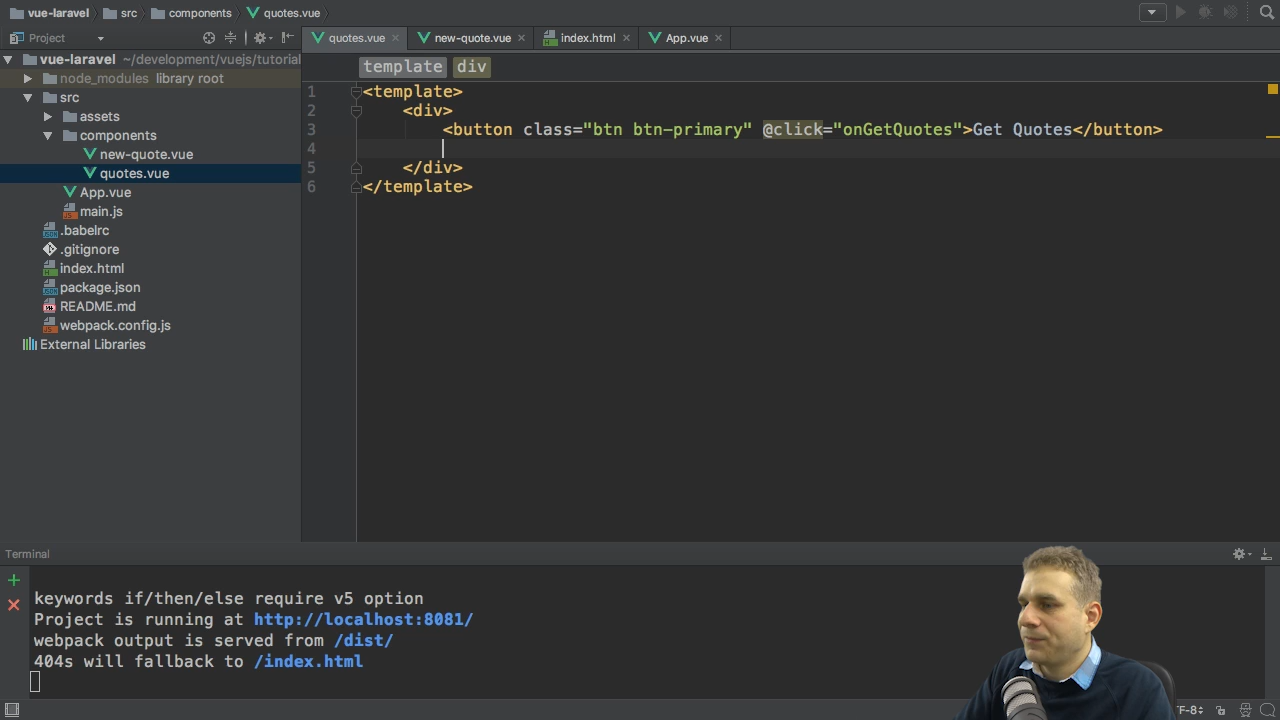 vue-laravel src components quotes.vue
Project
quotes.vue new-quote.vue index.html App.vue
vue-laravel ~/development/vuejs/tutorial
node_modules library root
src
assets
components
new-quote.vue
quotes.vue
App.vue
main.js
.babelrc
.gitignore
index.html
package.json
README.md
webpack.config.js
External Libraries
template div
1 <template>
2 <div>
3 <button class="btn btn-primary" @click="onGetQuotes">Get Quotes</button>
4
5 </div>
6 </template>
Terminal
keywords if/then/else require v5 option
Project is running at http://localhost:8081/
webpack output is served from /dist/
404s will fallback to /index.html
F-8